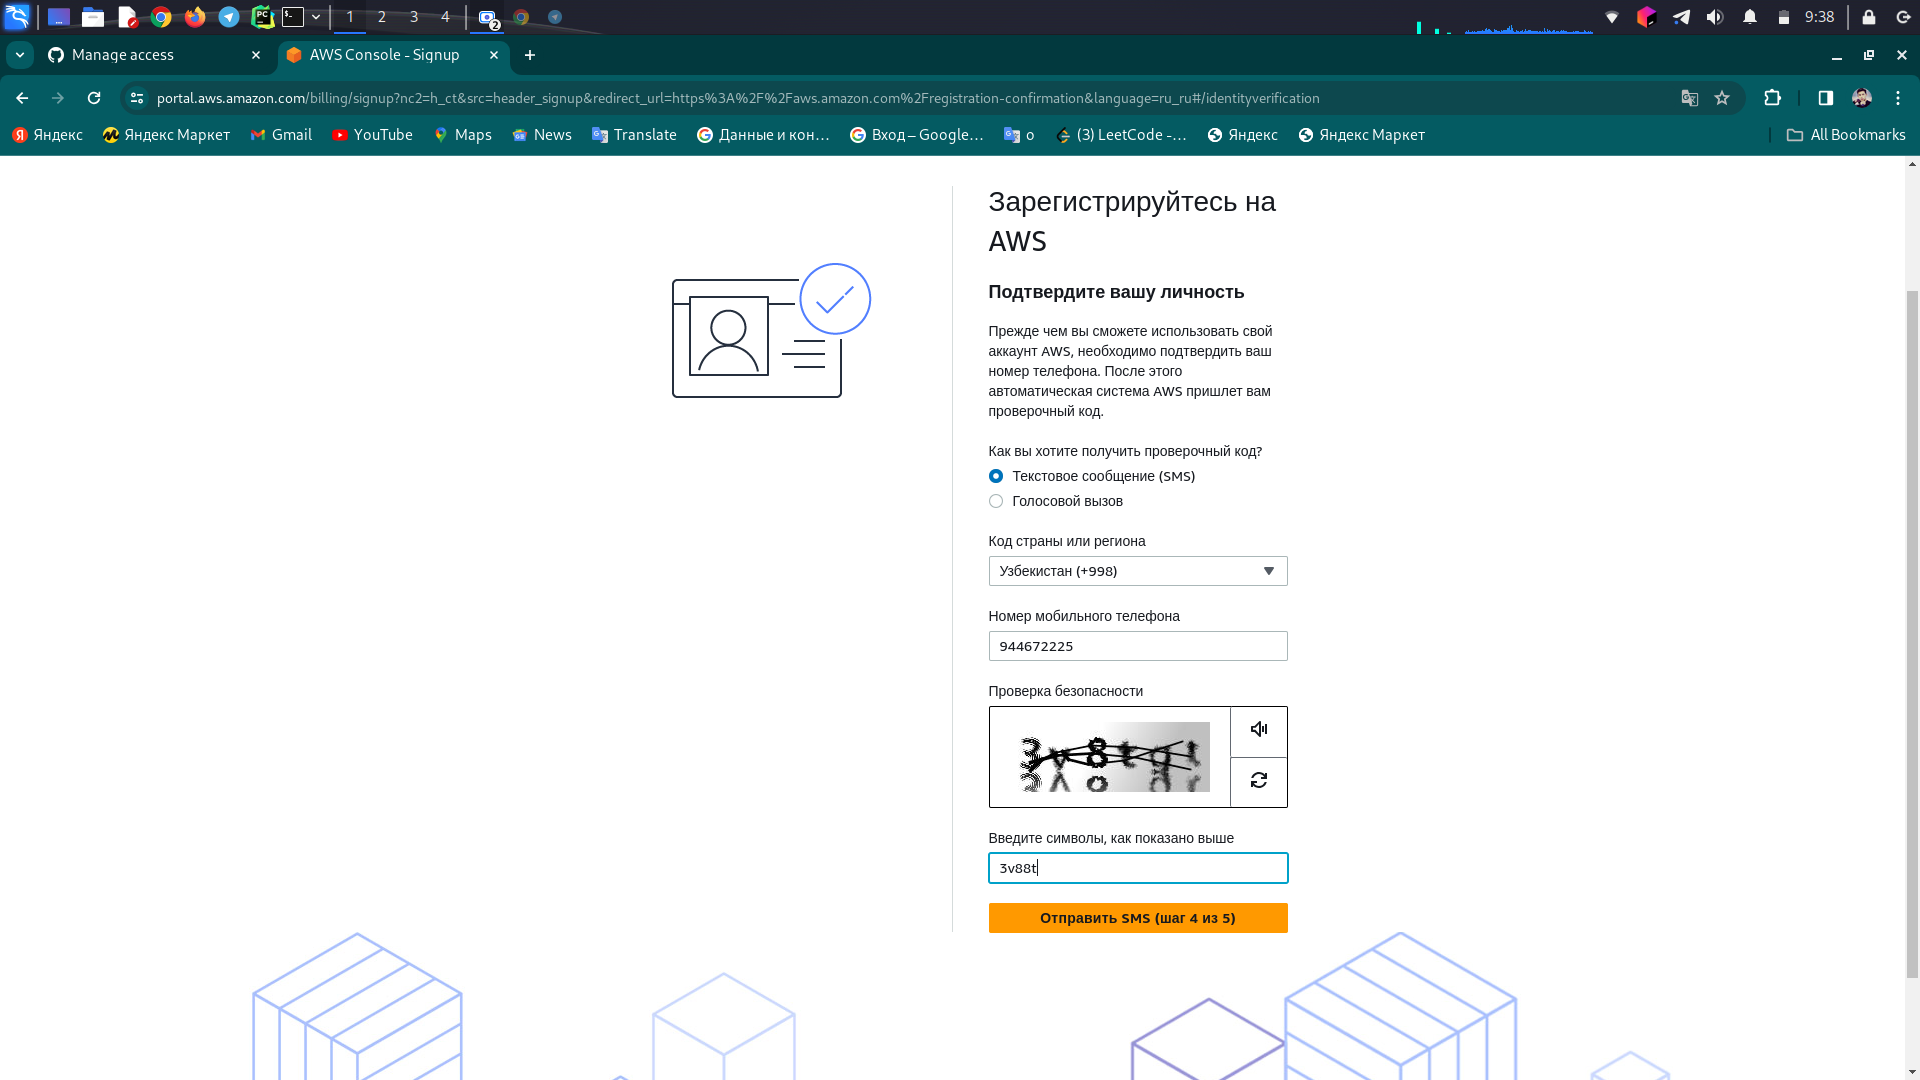 1 2 3 4 2 9:38
Manage access
AWS Console - Signup
portal.aws.amazon.com/billing/signup?nc2=h_ct&src=header_signup&redirect_url=https%3A%2F%2Faws.amazon.com%2Fregistration-confirmation&language=ru_ru#/identityverification
Яндекс Яндекс Маркет Gmail YouTube Maps News Translate Данные и кон... Вход – Google... o (3) LeetCode -... Яндекс Яндекс Маркет All Bookmarks
Зарегистрируйтесь на
AWS
Подтвердите вашу личность
Прежде чем вы сможете использовать свой
аккаунт AWS, необходимо подтвердить ваш
номер телефона. После этого
автоматическая система AWS пришлет вам
проверочный код.
Как вы хотите получить проверочный код?
Текстовое сообщение (SMS)
Голосовой вызов
Код страны или региона
Узбекистан (+998)
Номер мобильного телефона
944672225
Проверка безопасности
Введите символы, как показано выше
3v88t
Отправить SMS (шаг 4 из 5)